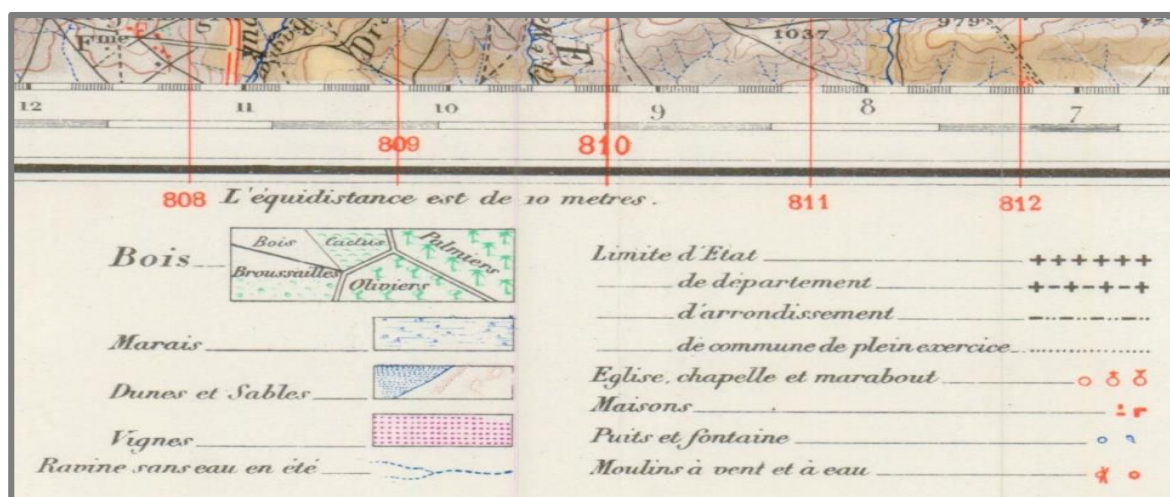 Fme
979
1037
12 11 10 9 8 7
809 810
808 L'équidistance est de 10 metres. 811 812
Bois
Bois Cactus Palmiers
Broussailles Oliviers
Marais
Dunes et Sables
Vignes
Ravine sans eau en été
Limite d'Etat
de département
d'arrondissement
de commune de plein exercice
Eglise, chapelle et marabout
Maisons
Puits et fontaine
Moulins à vent et à eau